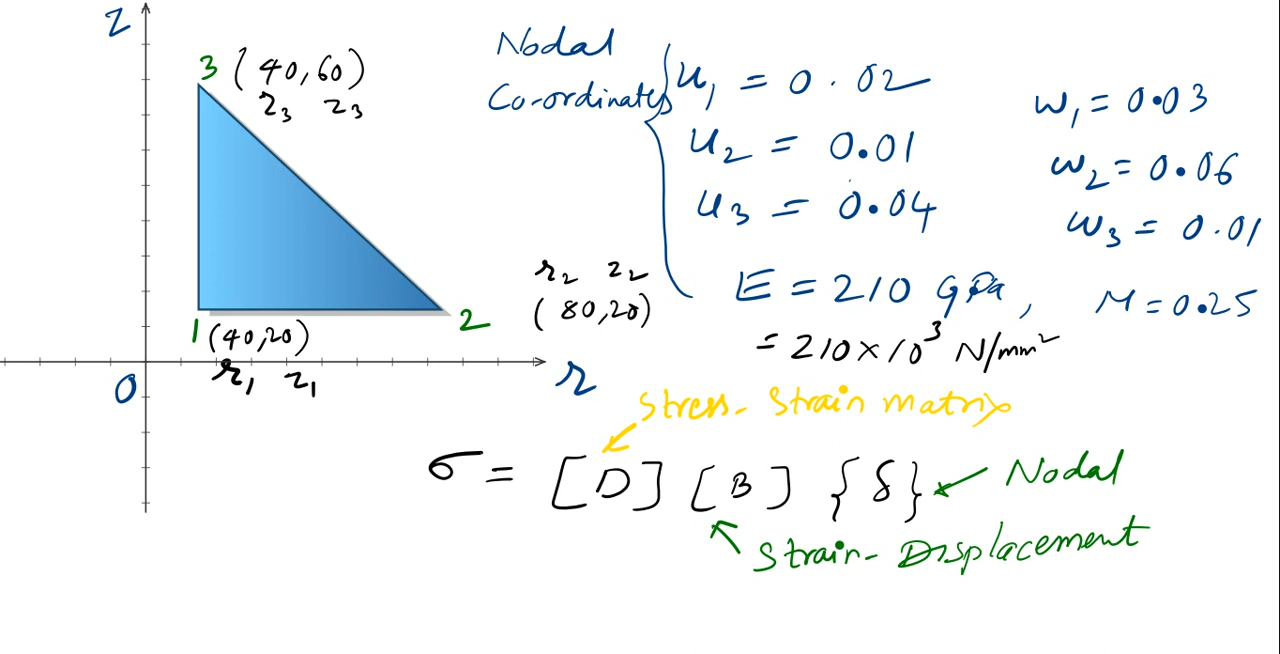 z
3 (40,60)
r3 z3
Nodal
Co-ordinates
u1 = 0.02
u2 = 0.01
u3 = 0.04
w1 = 0.03
w2 = 0.06
w3 = 0.01
E = 210 GPa, μ = 0.25
= 210×10³ N/mm²
r2 z2
(80,20)
2
1 (40,20)
r1 z1
0
r
Stress-Strain matrix
σ = [D] [B] {δ} Nodal
Strain-Displacement